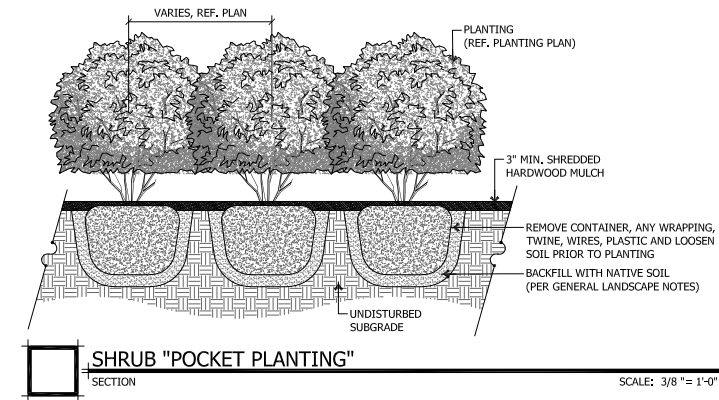 VARIES, REF. PLAN
PLANTING
(REF. PLANTING PLAN)
3" MIN. SHREDDED
HARDWOOD MULCH
REMOVE CONTAINER, ANY WRAPPING,
TWINE, WIRES, PLASTIC AND LOOSEN
SOIL PRIOR TO PLANTING
BACKFILL WITH NATIVE SOIL
(PER GENERAL LANDSCAPE NOTES)
UNDISTURBED
SUBGRADE
SHRUB "POCKET PLANTING"
SECTION
SCALE: 3/8 "= 1'-0"